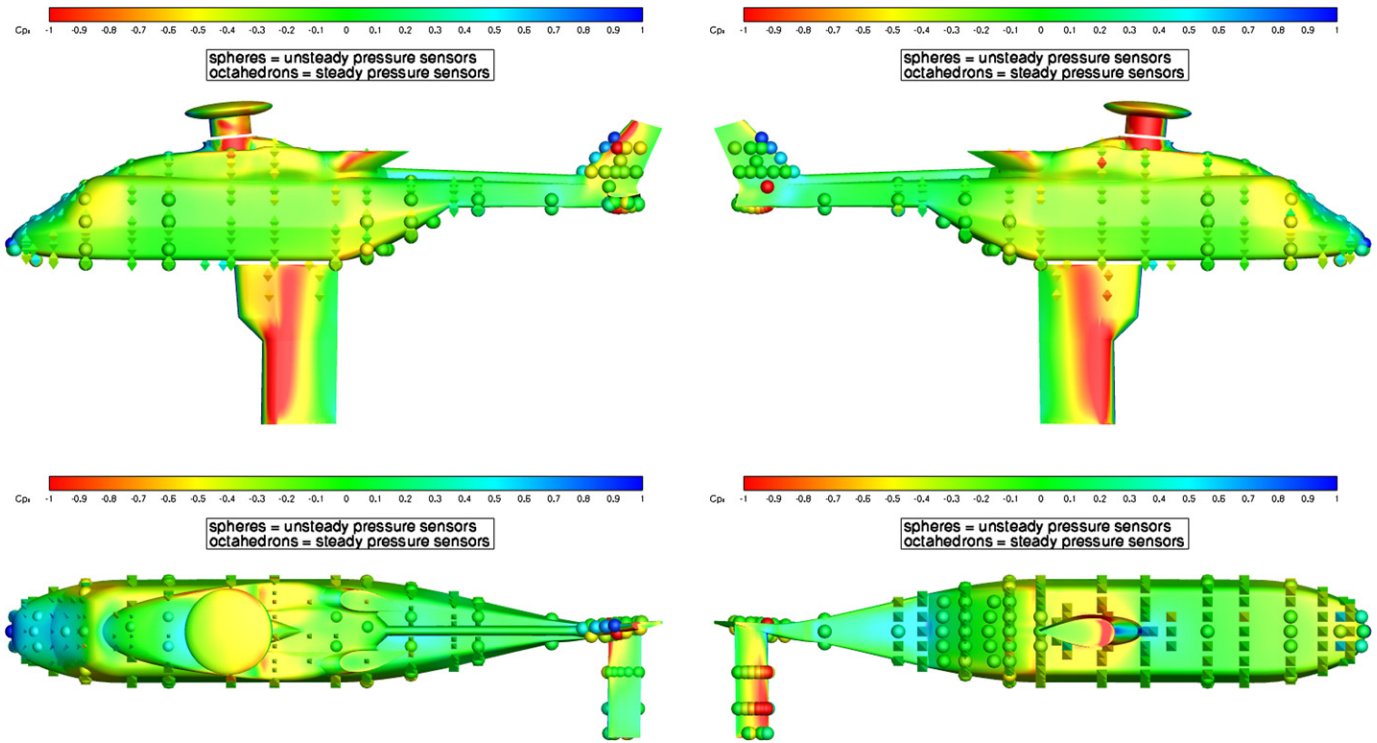 Cps -1 -0.9 -0.8 -0.7 -0.6 -0.5 -0.4 -0.3 -0.2 -0.1 0 0.1 0.2 0.3 0.4 0.5 0.6 0.7 0.8 0.9 1
spheres = unsteady pressure sensors
octahedrons = steady pressure sensors
Cps -1 -0.9 -0.8 -0.7 -0.6 -0.5 -0.4 -0.3 -0.2 -0.1 0 0.1 0.2 0.3 0.4 0.5 0.6 0.7 0.8 0.9 1
spheres = unsteady pressure sensors
octahedrons = steady pressure sensors
Cps -1 -0.9 -0.8 -0.7 -0.6 -0.5 -0.4 -0.3 -0.2 -0.1 0 0.1 0.2 0.3 0.4 0.5 0.6 0.7 0.8 0.9 1
spheres = unsteady pressure sensors
octahedrons = steady pressure sensors
Cps -1 -0.9 -0.8 -0.7 -0.6 -0.5 -0.4 -0.3 -0.2 -0.1 0 0.1 0.2 0.3 0.4 0.5 0.6 0.7 0.8 0.9 1
spheres = unsteady pressure sensors
octahedrons = steady pressure sensors